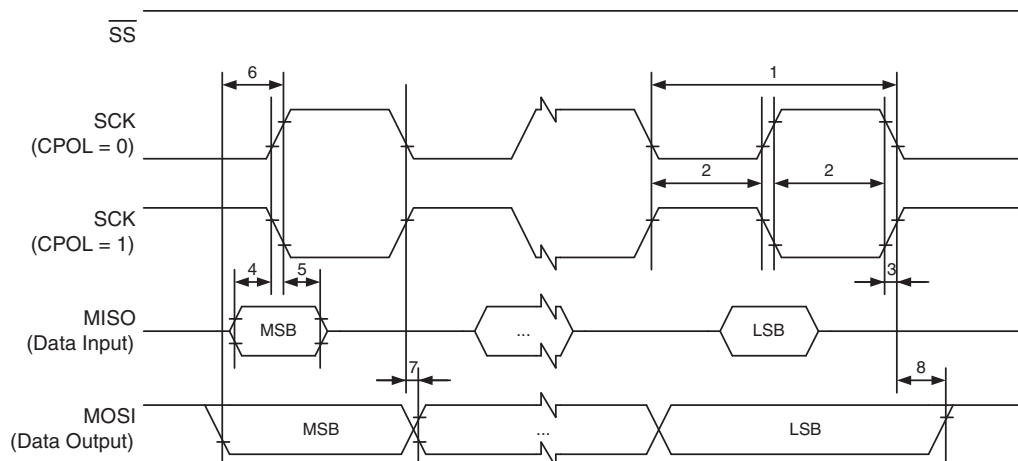 SS
6
1
SCK
(CPOL = 0)
2
2
SCK
(CPOL = 1)
4
5
3
MISO
(Data Input)
MSB
...
LSB
7
8
MOSI
(Data Output)
MSB
...
LSB